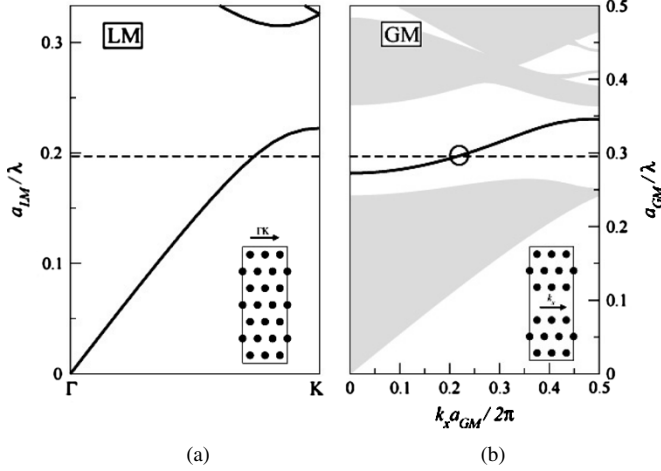 LM
0.3
0.2
0.1
0
a_LM/λ
ΓK
Γ
K
(a)
GM
0.5
0.4
0.3
0.2
0.1
0
a_GM/λ
k_x
0
0.1
0.2
0.3
0.4
0.5
k_x a_GM/2π
(b)